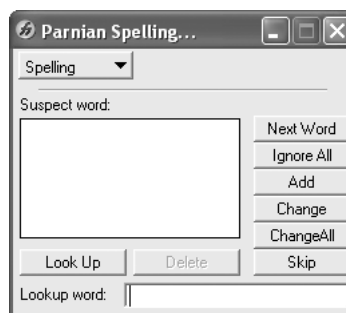 Parnian Spelling...
Spelling
Suspect word:
Next Word
Ignore All
Add
Change
ChangeAll
Look Up Delete Skip
Lookup word: